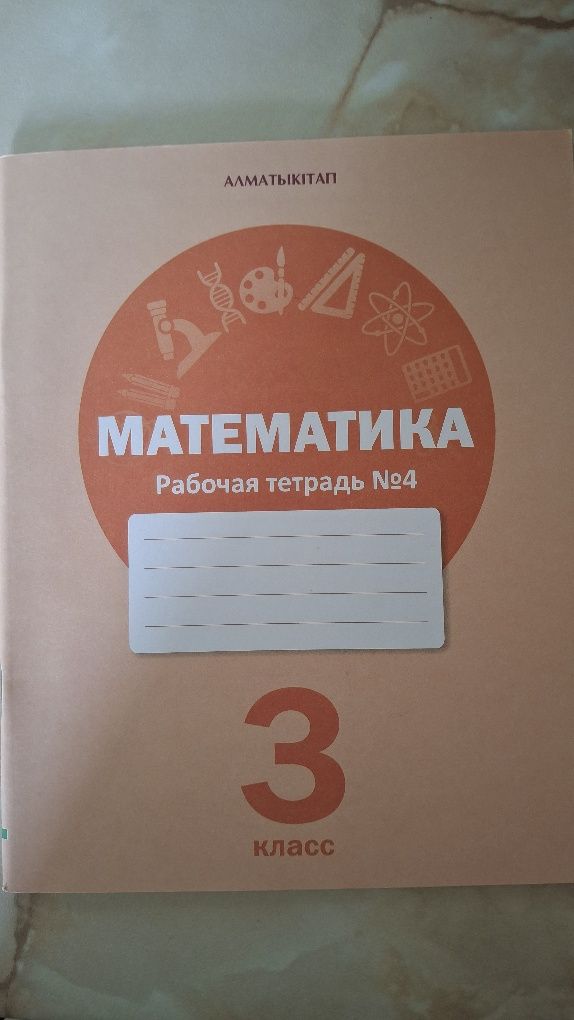 АЛМАТЫКІТАП
МАТЕМАТИКА
Рабочая тетрадь №4
3
класс